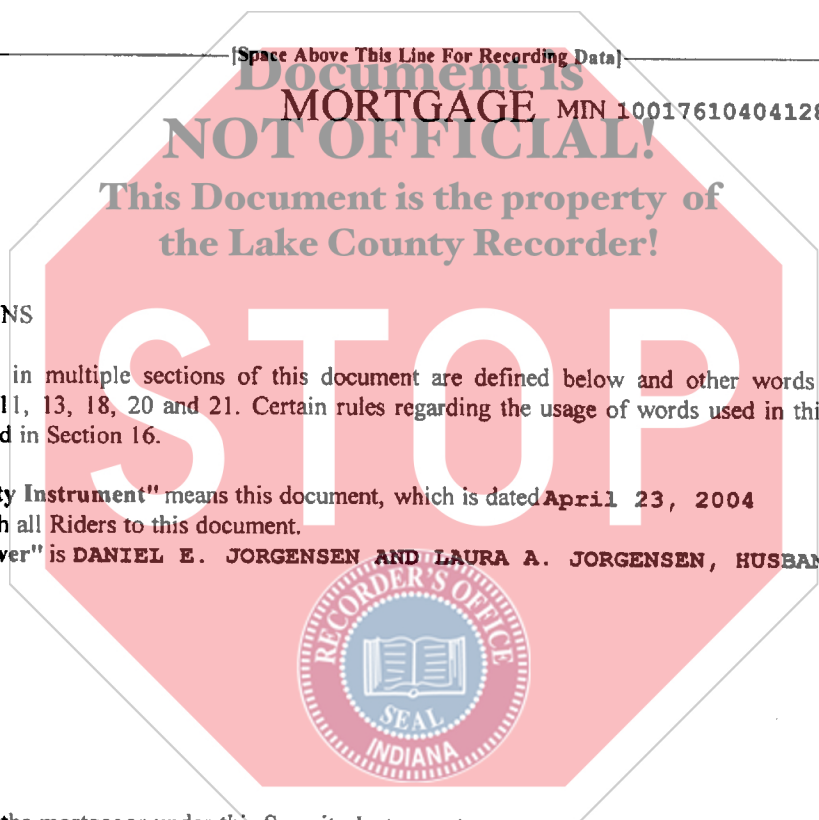 [Space Above This Line For Recording Data]
Document is
MORTGAGE MIN 1001761040412
NOT OFFICIAL!
This Document is the property of
the Lake County Recorder!
NS
in multiple sections of this document are defined below and other words
11, 13, 18, 20 and 21. Certain rules regarding the usage of words used in thi
d in Section 16.
ty Instrument" means this document, which is dated April 23, 2004
h all Riders to this document.
wer" is DANIEL E. JORGENSEN AND LAURA A. JORGENSEN, HUSBAN
STOP
RECORDER'S OFFICE
SEAL
INDIANA